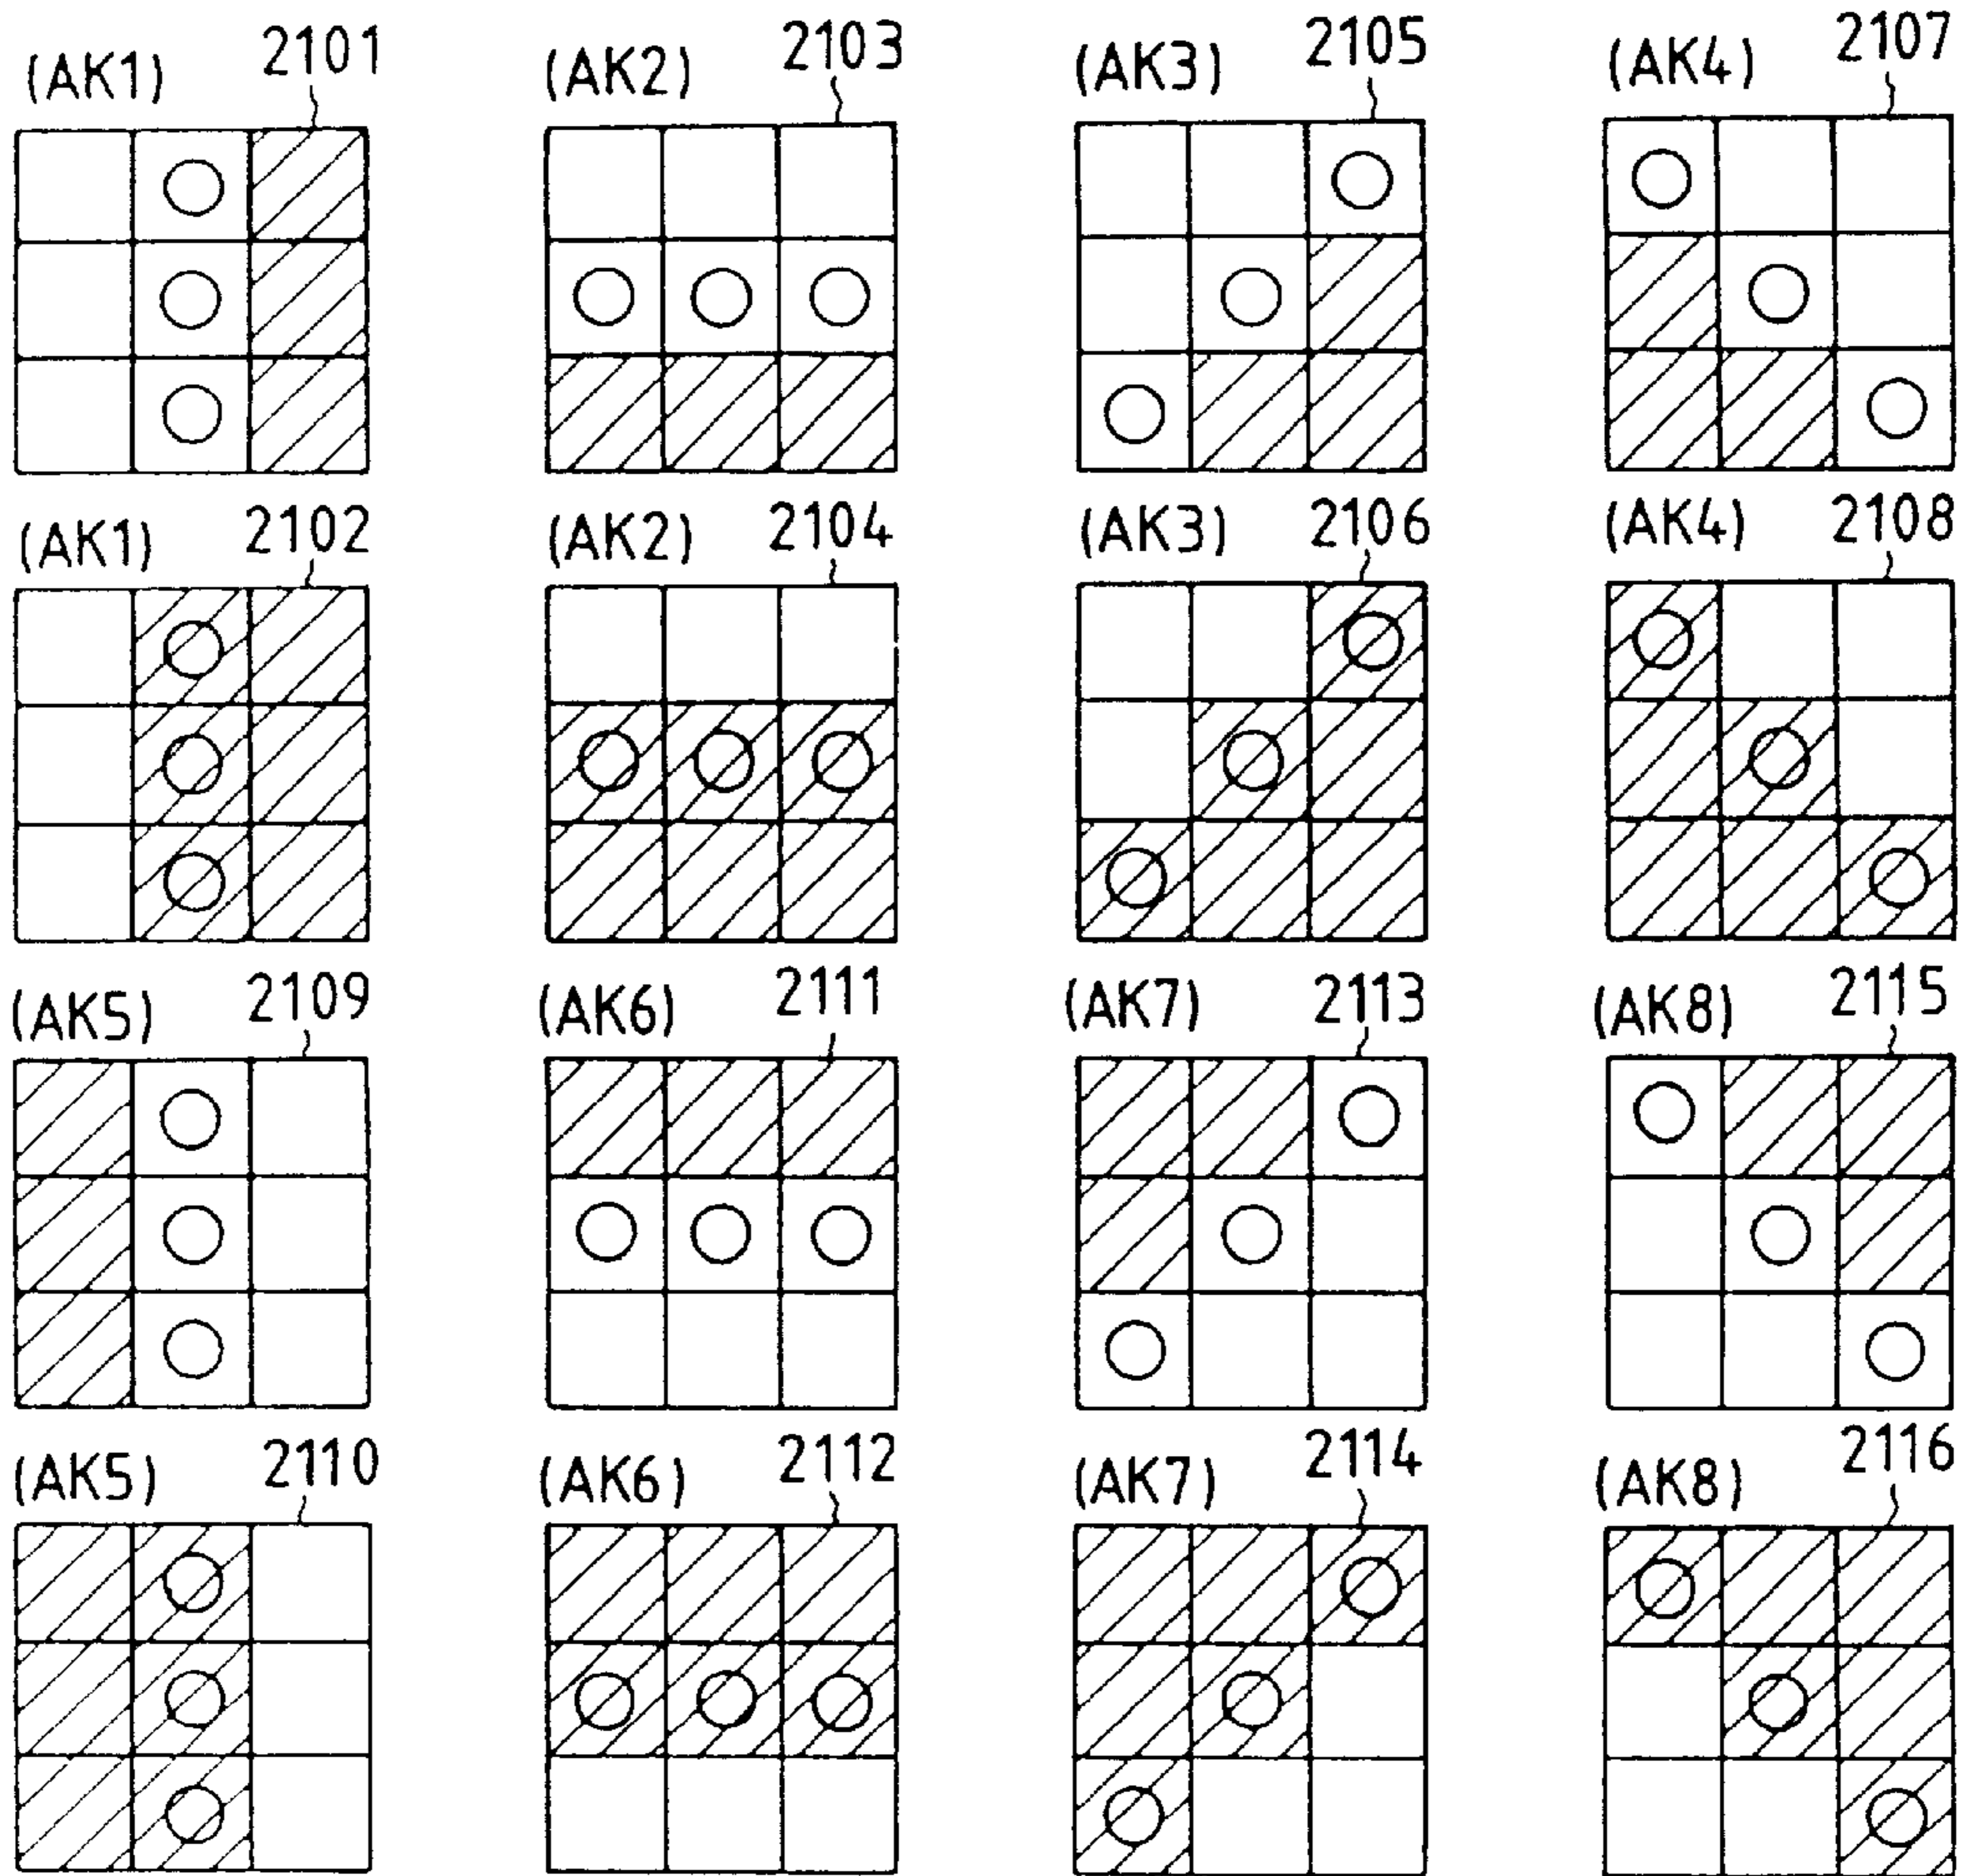 (AK1) 2101 (AK2) 2103 (AK3) 2105 (AK4) 2107
(AK1) 2102 (AK2) 2104 (AK3) 2106 (AK4) 2108
(AK5) 2109 (AK6) 2111 (AK7) 2113 (AK8) 2115
(AK5) 2110 (AK6) 2112 (AK7) 2114 (AK8) 2116